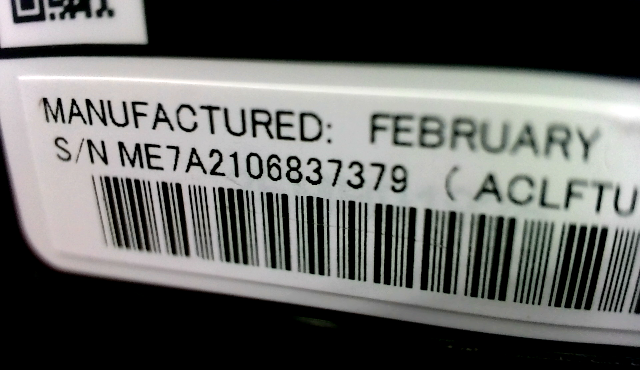 MANUFACTURED: FEBRUARY
S/N ME7A2106837379 ( ACLFTU